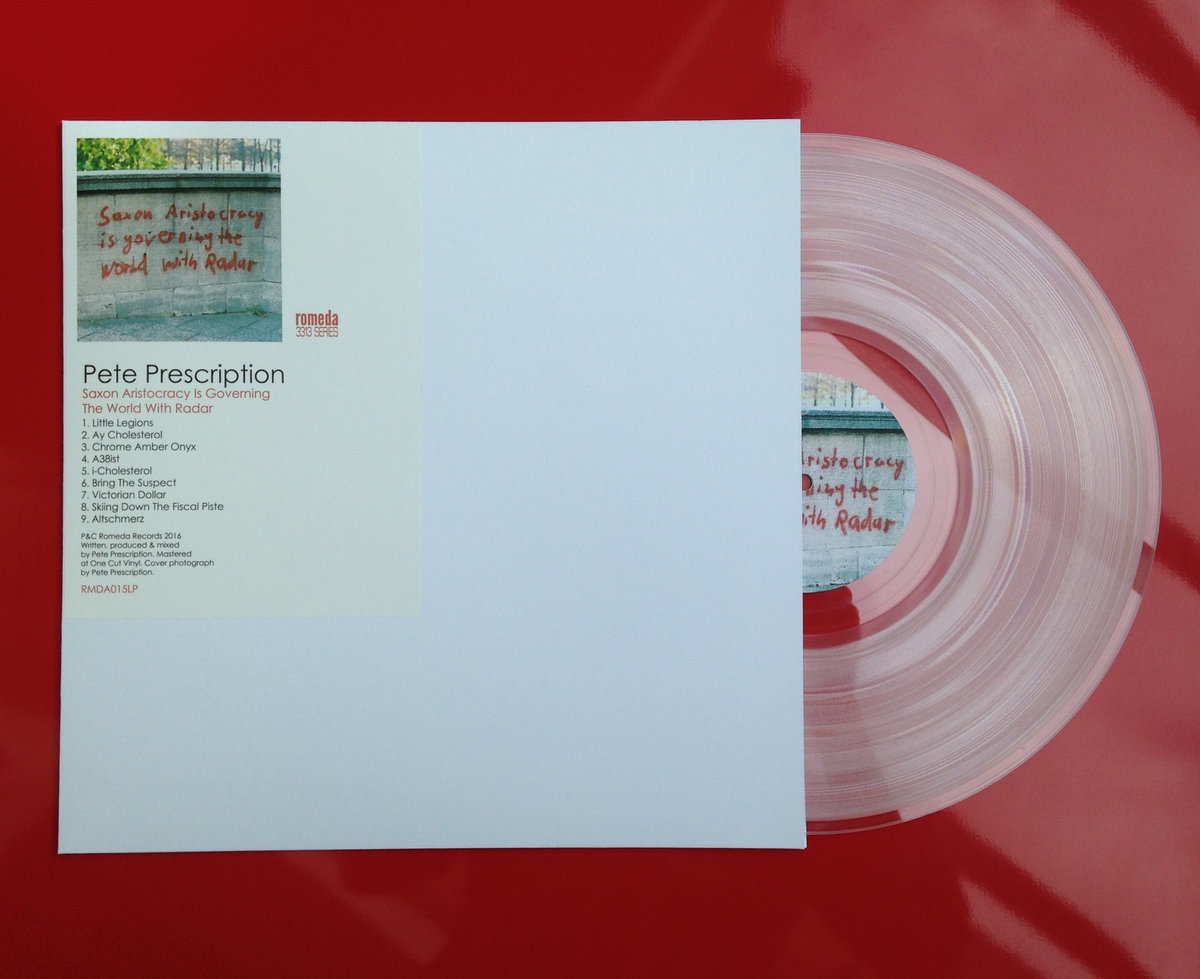 Saxon Aristocracy
is governing the
World with Radar
romeda
3313 SERIES
Pete Prescription
Saxon Aristocracy Is Governing
The World With Radar
1. Little Legions
2. Ay Cholesterol
3. Chrome Amber Onyx
4. A38ist
5. i-Cholesterol
6. Bring The Suspect
7. Victorian Dollar
8. Skiing Down The Fiscal Piste
9. Altschmerz
P&C Romeda Records 2016
Written, produced & mixed
by Pete Prescription. Mastered
at One Cut Vinyl. Cover photograph
by Pete Prescription.
RMDA015LP
Aristocracy
ning the
with Radar